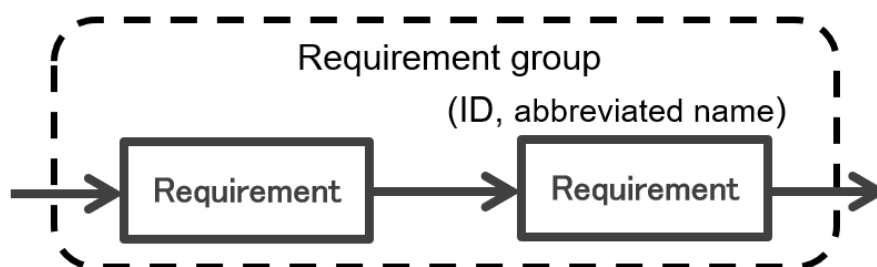 Requirement group
(ID, abbreviated name)
Requirement
Requirement